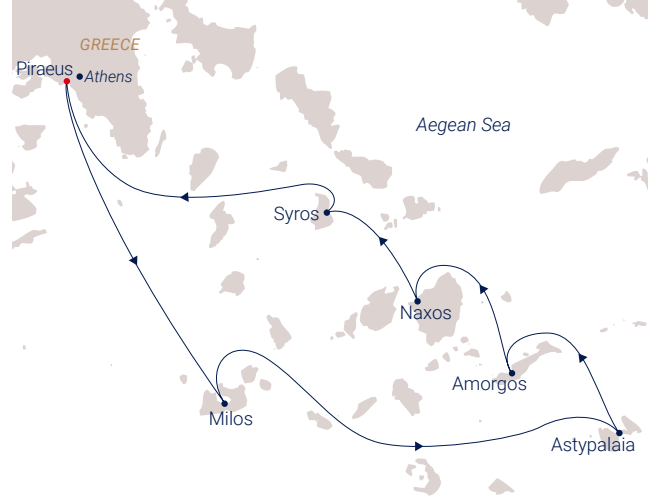 GREECE
Piraeus
Athens
Aegean Sea
Syros
Naxos
Amorgos
Milos
Astypalaia